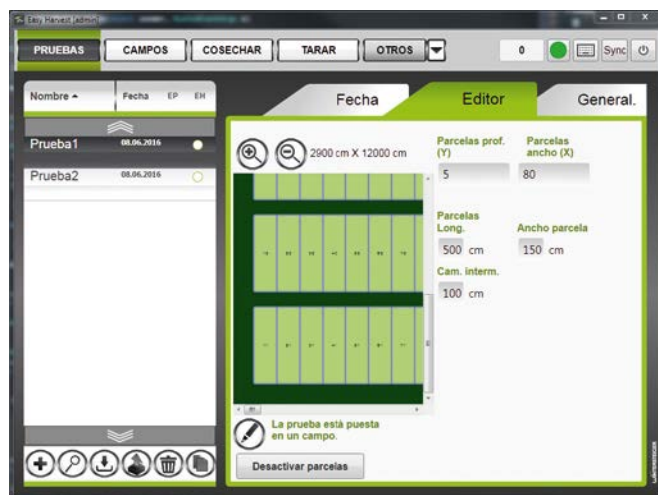 Easy Harvest [admin]
PRUEBAS CAMPOS COSECHAR TARAR OTROS 0 Sync
Nombre Fecha EP EH
Prueba1 08.06.2016
Prueba2 08.06.2016
Fecha Editor General.
2900 cm X 12000 cm
Parcelas prof. (Y)
5
Parcelas ancho (X)
80
Parcelas Long.
500 cm
Ancho parcela
150 cm
Cam. interm.
100 cm
La prueba está puesta
en un campo.
Desactivar parcelas